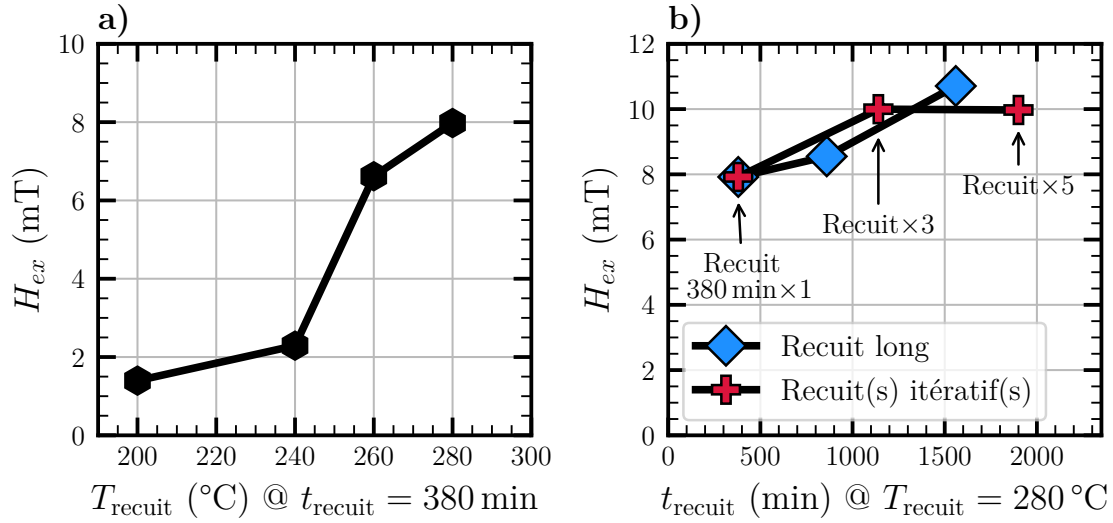 a)
10
8
6
4
2
0
H_ex (mT)
200 220 240 260 280 300
T_recuit (°C) @ t_recuit = 380 min
b)
12
10
8
6
4
2
0
H_ex (mT)
Recuit×5
Recuit×3
Recuit
380 min×1
Recuit long
Recuit(s) itératif(s)
0 500 1000 1500 2000
t_recuit (min) @ T_recuit = 280 °C